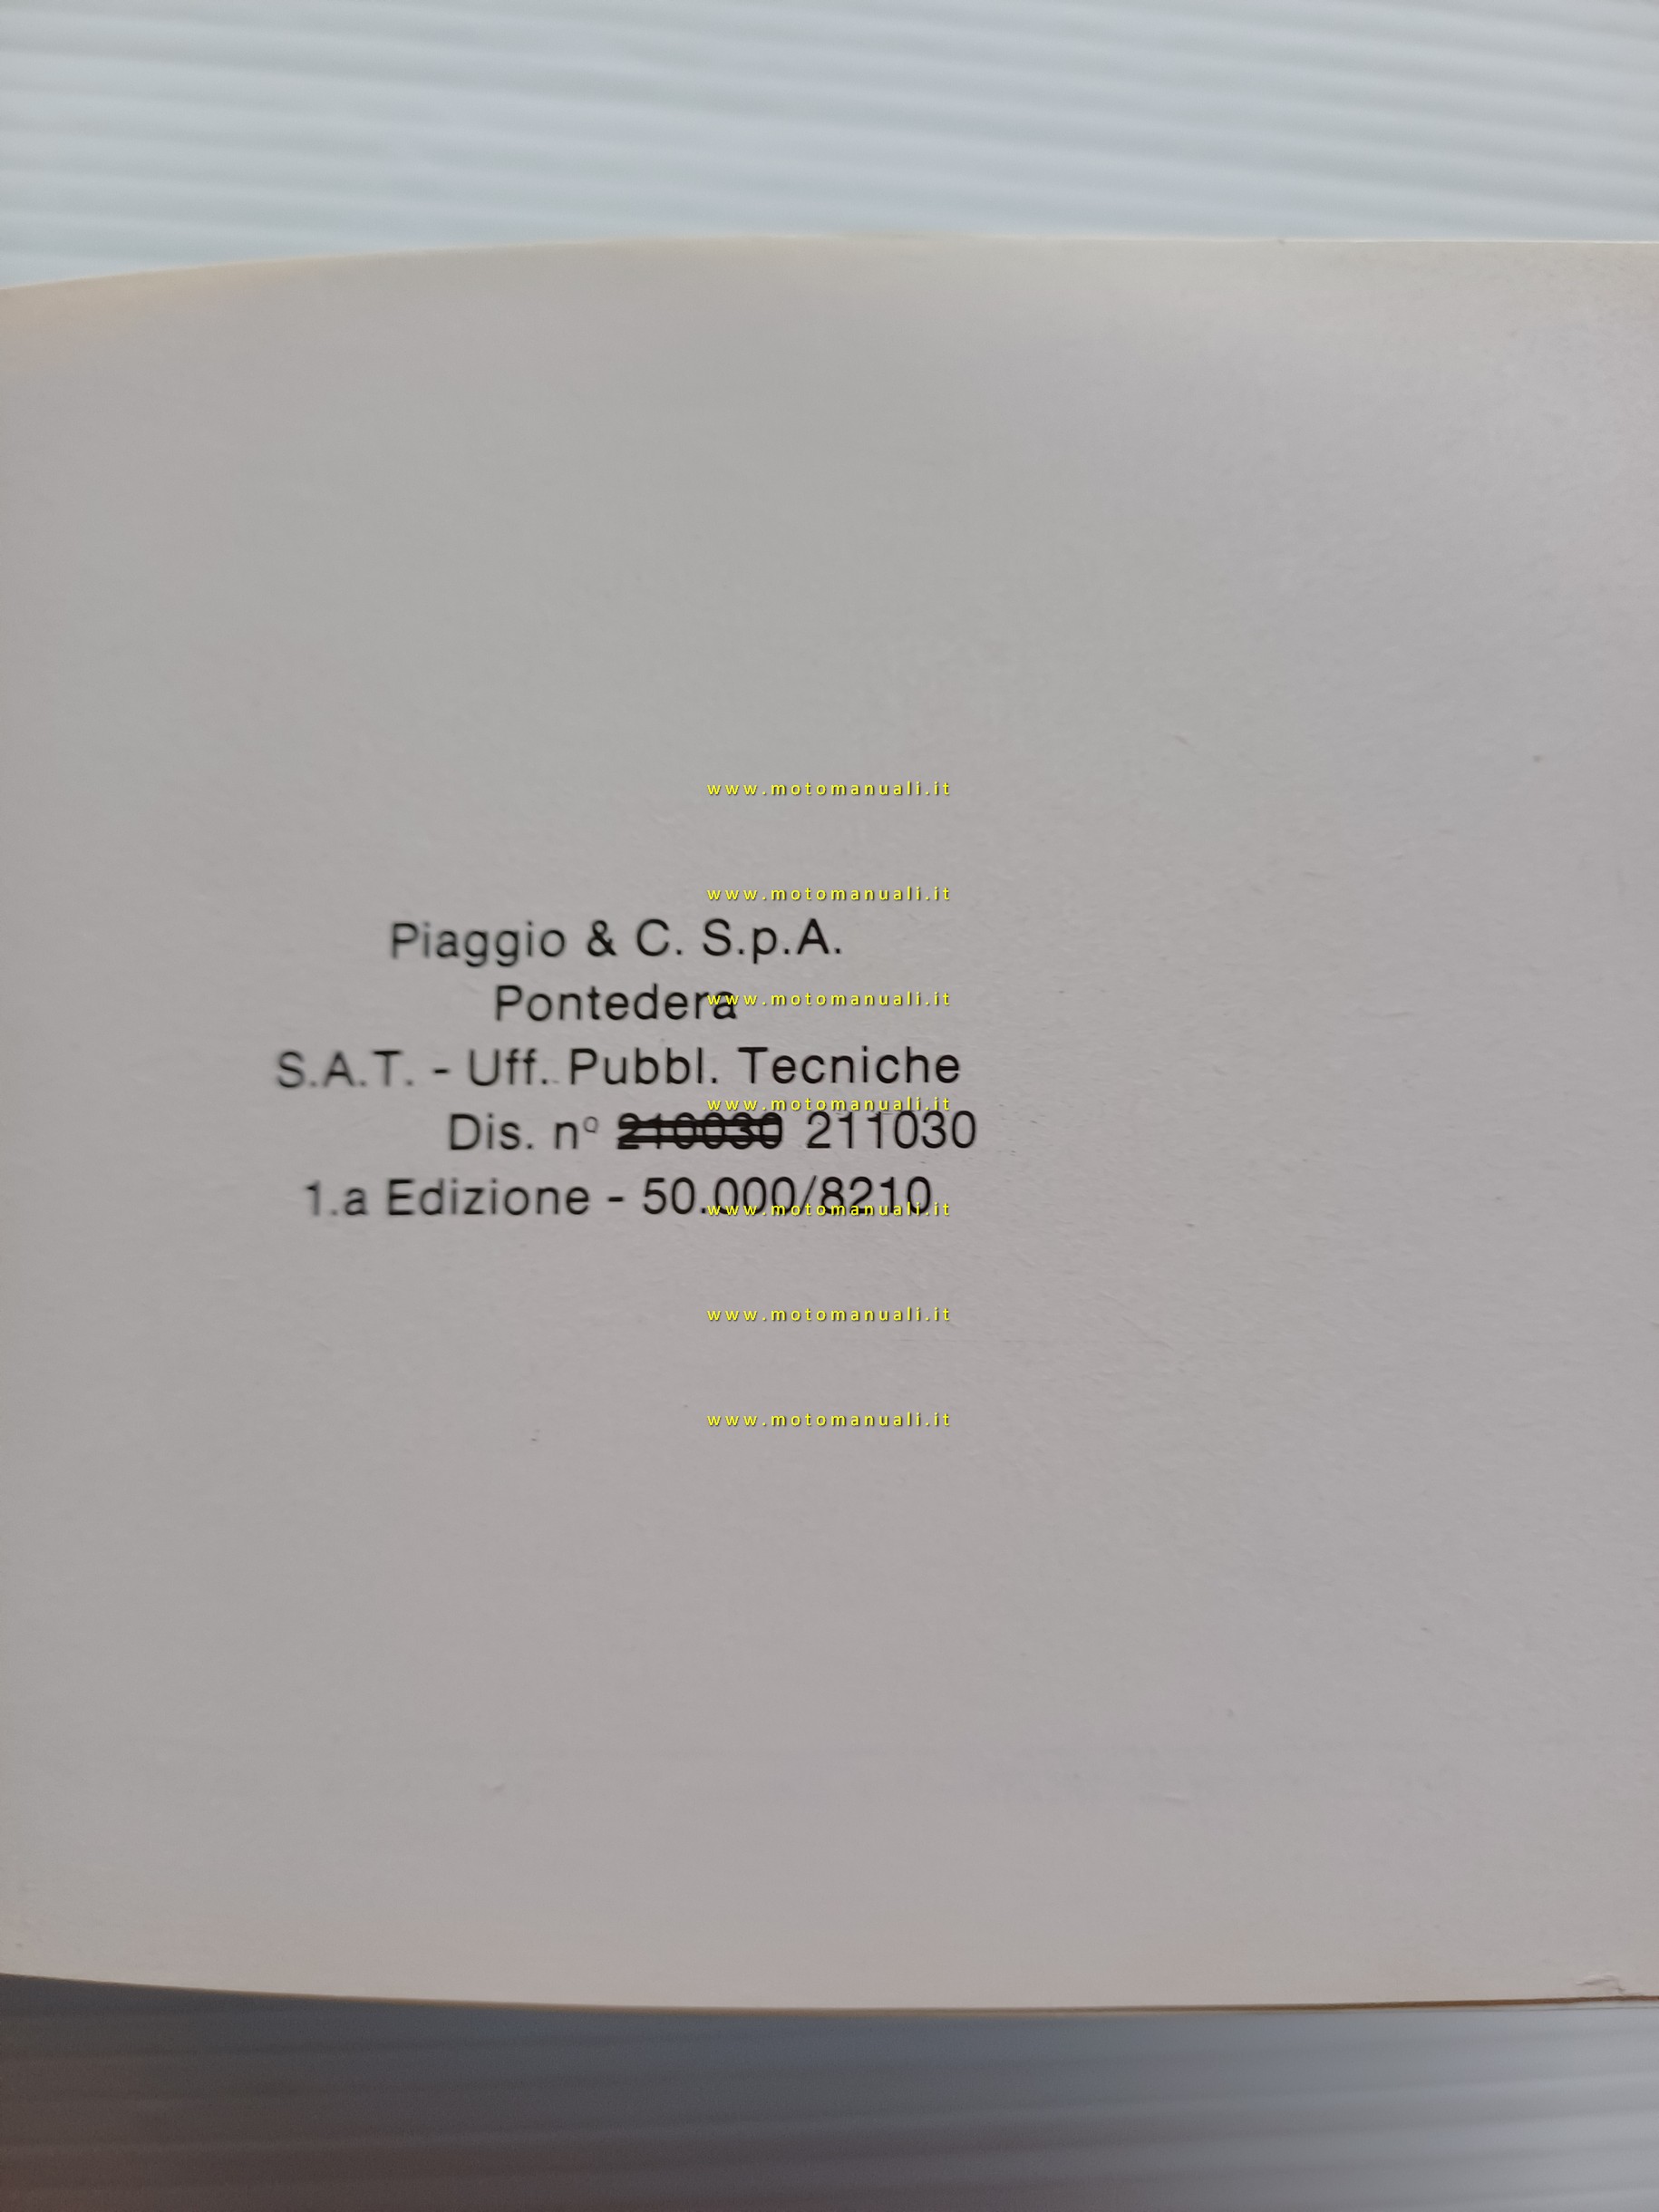 www.motomanuali.it
www.motomanuali.it
Piaggio & C. S.p.A.
Pontedera
www.motomanuali.it
S.A.T. - Uff. Pubbl. Tecniche
www.motomanuali.it
Dis. nº 210030 211030
1.a Edizione - 50.000/8210
www.motomanuali.it
www.motomanuali.it
www.motomanuali.it